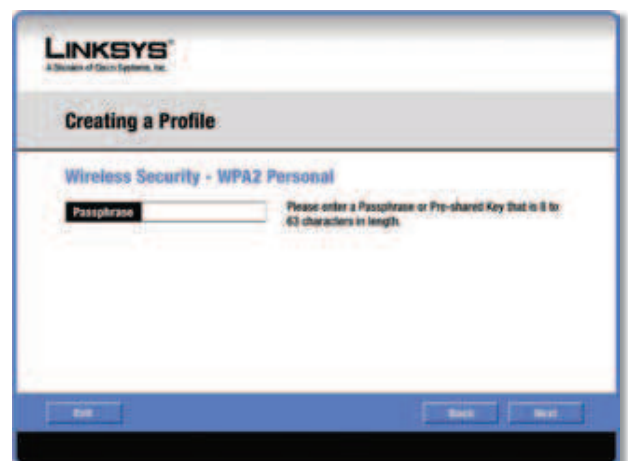 LINKSYS®
A Division of Cisco Systems, Inc.
Creating a Profile
Wireless Security - WPA2 Personal
Passphrase
Please enter a Passphrase or Pre-shared Key that is 8 to
63 characters in length.
Exit
Back
Next